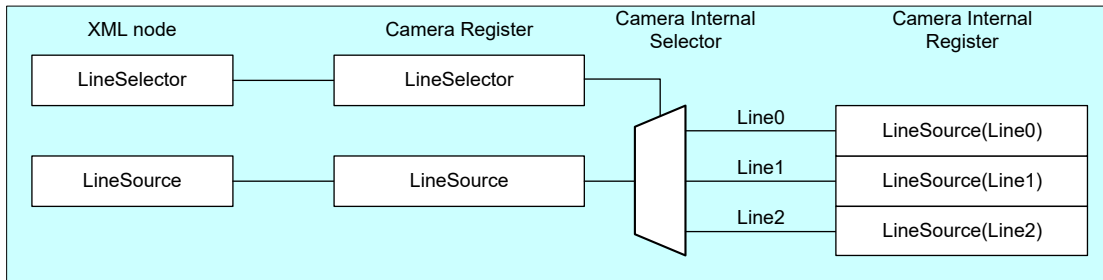 XML node
Camera Register
Camera Internal
Selector
Camera Internal
Register
LineSelector
LineSelector
Line0
LineSource(Line0)
LineSource
LineSource
Line1
LineSource(Line1)
Line2
LineSource(Line2)